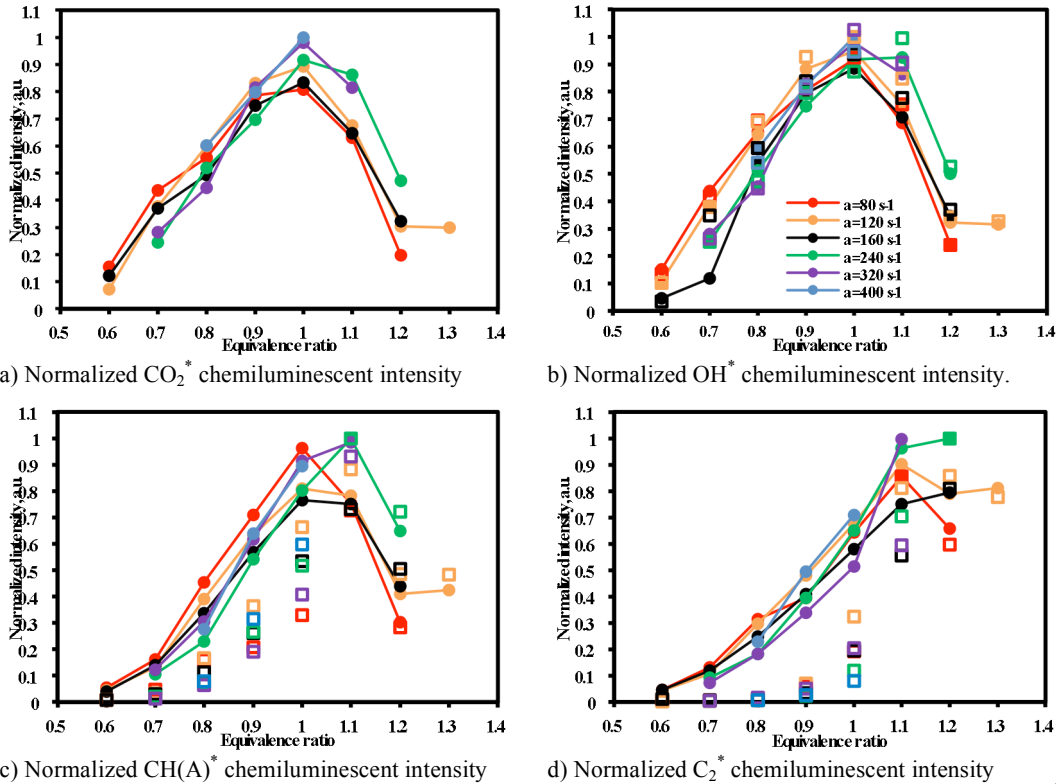 1.1
1
0.9
0.8
0.7
0.6
0.5
0.4
0.3
0.2
0.1
0
Normalized intensity, a.u.
0.5 0.6 0.7 0.8 0.9 1 1.1 1.2 1.3 1.4
Equivalence ratio
a) Normalized CO2* chemiluminescent intensity
1.1
1
0.9
0.8
0.7
0.6
0.5
0.4
0.3
0.2
0.1
0
Normalized intensity, a.u.
a=80 s-1
a=120 s-1
a=160 s-1
a=240 s-1
a=320 s-1
a=400 s-1
0.5 0.6 0.7 0.8 0.9 1 1.1 1.2 1.3 1.4
Equivalence ratio
b) Normalized OH* chemiluminescent intensity.
1.1
1
0.9
0.8
0.7
0.6
0.5
0.4
0.3
0.2
0.1
0
Normalized intensity, a.u.
0.5 0.6 0.7 0.8 0.9 1 1.1 1.2 1.3 1.4
Equivalence ratio
c) Normalized CH(A)* chemiluminescent intensity
1.1
1
0.9
0.8
0.7
0.6
0.5
0.4
0.3
0.2
0.1
0
Normalized intensity, a.u.
0.5 0.6 0.7 0.8 0.9 1 1.1 1.2 1.3 1.4
Equivalence ratio
d) Normalized C2* chemiluminescent intensity